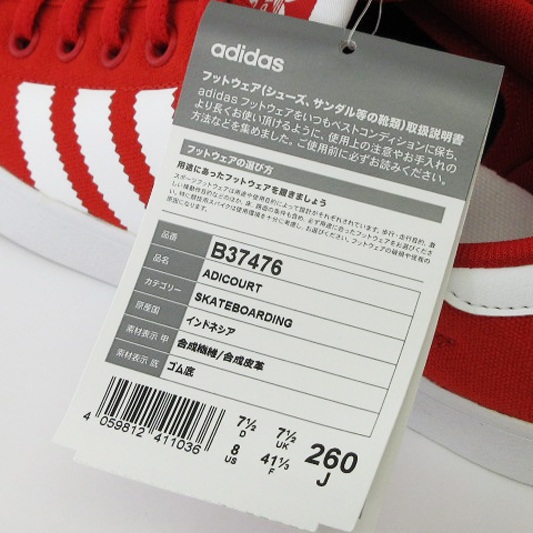 adidas
フットウェア(シューズ、サンダル等の靴類)取扱説明書
adidas フットウェアをいつもベストコンディションに保ち、
より長くお使い頂けるように、使用上の注意やお手入れの
方法などを集めました。ご使用前に必ずお読みください。
フットウェアの選び方
用途にあったフットウェアを履きましょう
品番 B37476
品名 ADICOURT
カテゴリー SKATEBOARDING
原産国 インドネシア
素材表示 甲 合成繊維/合成皮革
素材表示 底 ゴム底
4 059812 411036
7½ D
7½ UK
8 US
41⅓ F
260 J